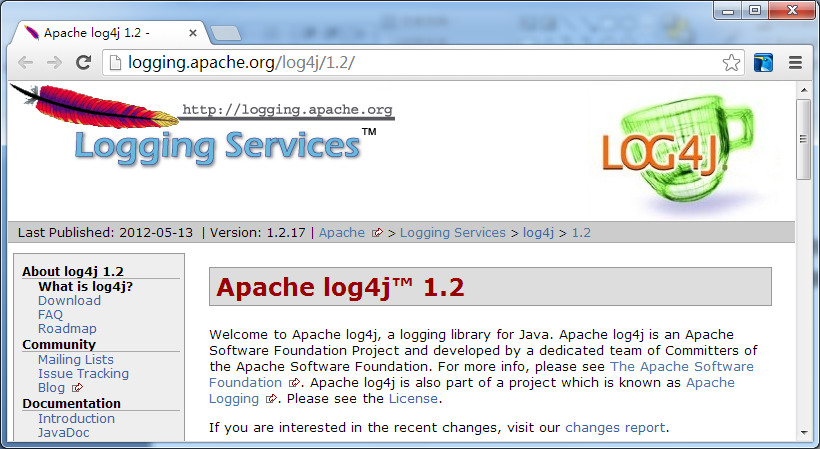 Apache log4j 1.2 -
logging.apache.org/log4j/1.2/
http://logging.apache.org
Logging Services™
LOG4J
Last Published: 2012-05-13 | Version: 1.2.17 | Apache > Logging Services > log4j > 1.2
About log4j 1.2
What is log4j?
Download
FAQ
Roadmap
Community
Mailing Lists
Issue Tracking
Blog
Documentation
Introduction
JavaDoc
Apache log4j™ 1.2
Welcome to Apache log4j, a logging library for Java. Apache log4j is an Apache
Software Foundation Project and developed by a dedicated team of Committers of
the Apache Software Foundation. For more info, please see The Apache Software
Foundation . Apache log4j is also part of a project which is known as Apache
Logging . Please see the License.
If you are interested in the recent changes, visit our changes report.